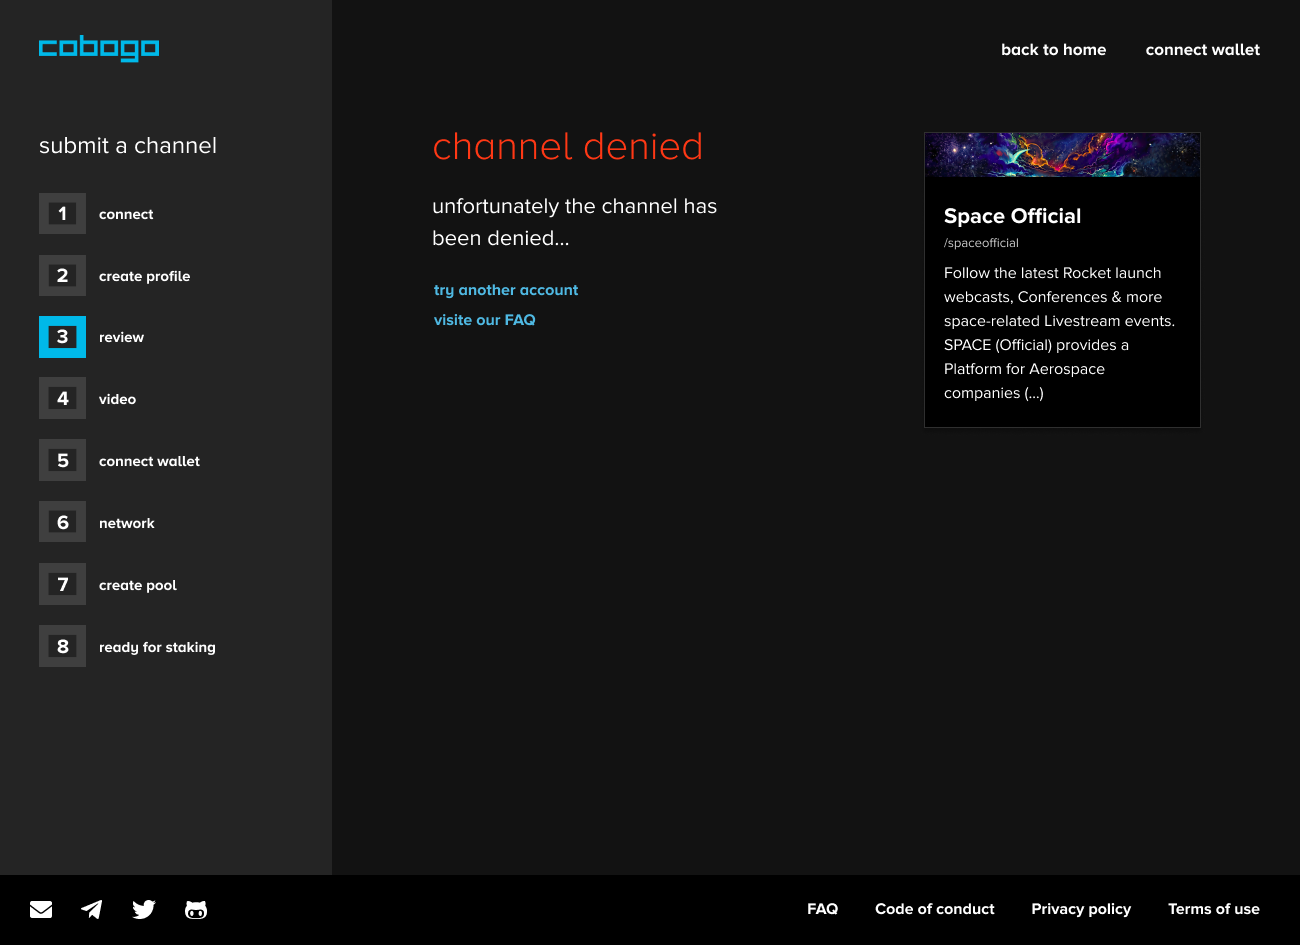 cobogo
back to home
connect wallet
submit a channel
1 connect
2 create profile
3 review
4 video
5 connect wallet
6 network
7 create pool
8 ready for staking
channel denied
unfortunately the channel has
been denied...
try another account
visite our FAQ
Space Official
/spaceofficial
Follow the latest Rocket launch
webcasts, Conferences & more
space-related Livestream events.
SPACE (Official) provides a
Platform for Aerospace
companies (...)
FAQ
Code of conduct
Privacy policy
Terms of use